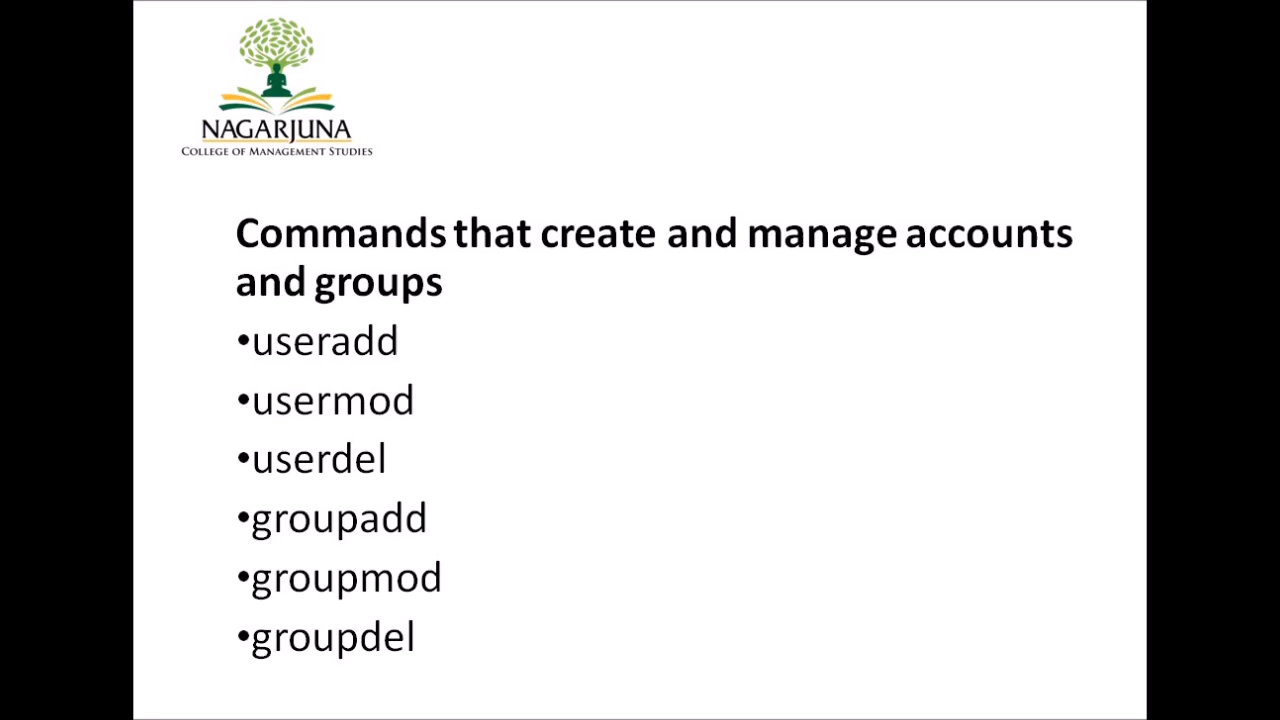 NAGARJUNA
COLLEGE OF MANAGEMENT STUDIES
Commands that create and manage accounts
and groups
•useradd
•usermod
•userdel
•groupadd
•groupmod
•groupdel